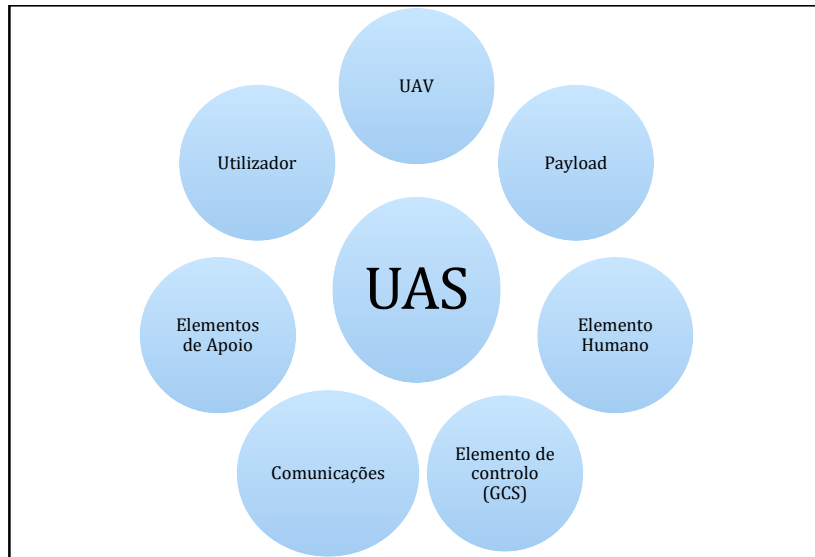 UAV
Utilizador
Payload
UAS
Elementos
de Apoio
Elemento
Humano
Comunicações
Elemento de
controlo
(GCS)